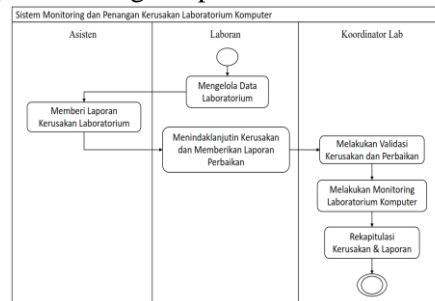 Sistem Monitoring dan Penangan Kerusakan Laboratorium Komputer
Asisten
Laboran
Koordinator Lab
Mengelola Data
Laboratorium
Memberi Laporan
Kerusakan Laboratorium
Menindaklanjutin Kerusakan
dan Memberikan Laporan
Perbaikan
Melakukan Validasi
Kerusakan dan Perbaikan
Melakukan Monitoring
Laboratorium Komputer
Rekapitulasi
Kerusakan & Laporan